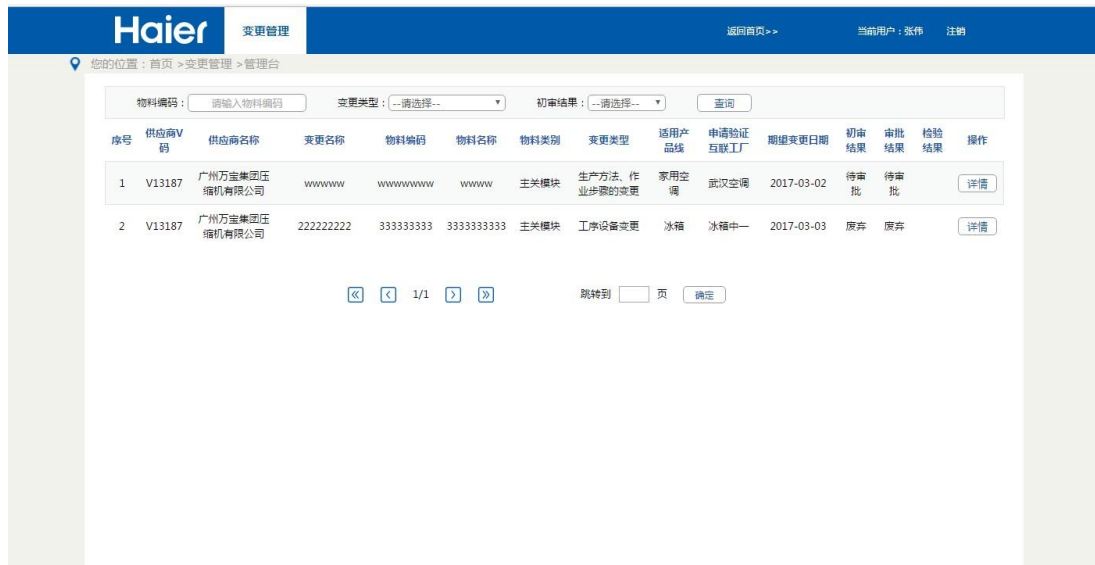 Haier 变更管理 返回首页>> 当前用户：张伟 注销
您的位置：首页 >变更管理 >管理台
物料编码： 请输入物料编码 变更类型： --请选择-- 初审结果： --请选择-- 查询
序号 供应商V码 供应商名称 变更名称 物料编码 物料名称 物料类别 变更类型 适用产品线 申请验证互联工厂 期望变更日期 初审结果 审批结果 检验结果 操作
1 V13187 广州万宝集团压缩机有限公司 wwwww wwwwwww wwww 主关模块 生产方法、作业步骤的变更 家用空调 武汉空调 2017-03-02 待审批 待审批 详情
2 V13187 广州万宝集团压缩机有限公司 222222222 333333333 3333333333 主关模块 工序设备变更 冰箱 冰箱中一 2017-03-03 废弃 废弃 详情
1/1 跳转到 页 确定